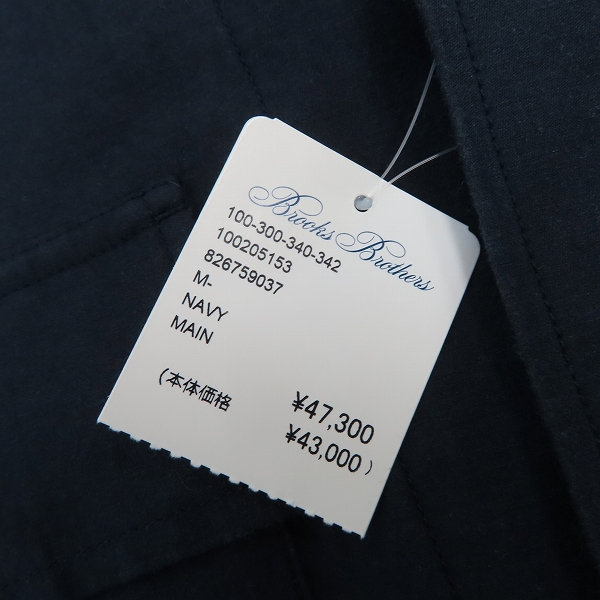 Brooks Brothers
100-300-340-342
100205153
826759037
M-
NAVY
MAIN
¥47,300
(本体価格 ¥43,000)